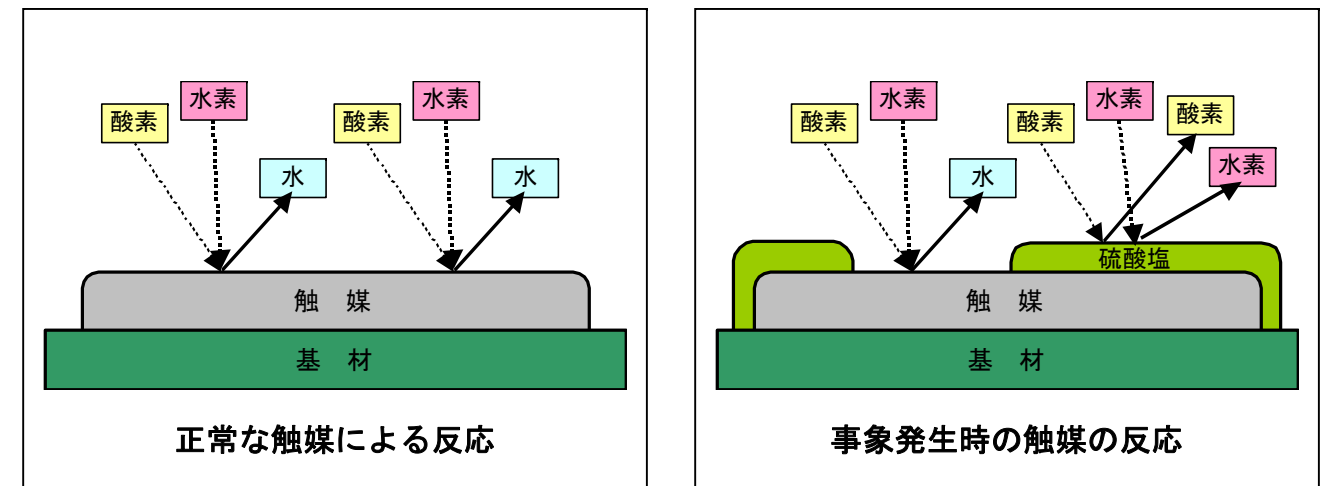 酸素
水素
水
酸素
水素
水
触 媒
基 材
正常な触媒による反応
酸素
水素
水
酸素
水素
酸素
水素
硫酸塩
触 媒
基 材
事象発生時の触媒の反応